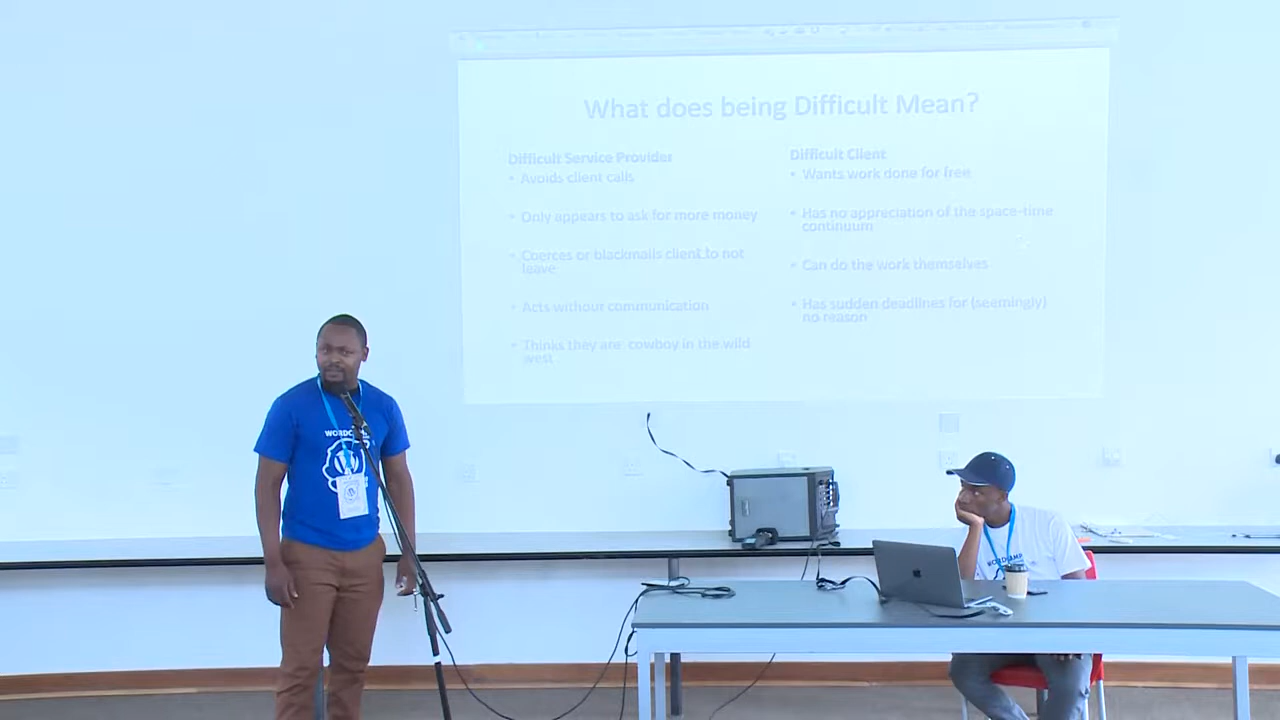 What does being Difficult Mean?
Difficult Service Provider
• Avoids client calls
• Only appears to ask for more money
• Coerces or blackmails client to not
leave
• Acts without communication
• Thinks they are cowboy in the wild
west
Difficult Client
• Wants work done for free
• Has no appreciation of the space-time
continuum
• Can do the work themselves
• Has sudden deadlines for (seemingly)
no reason
WORDCAMP